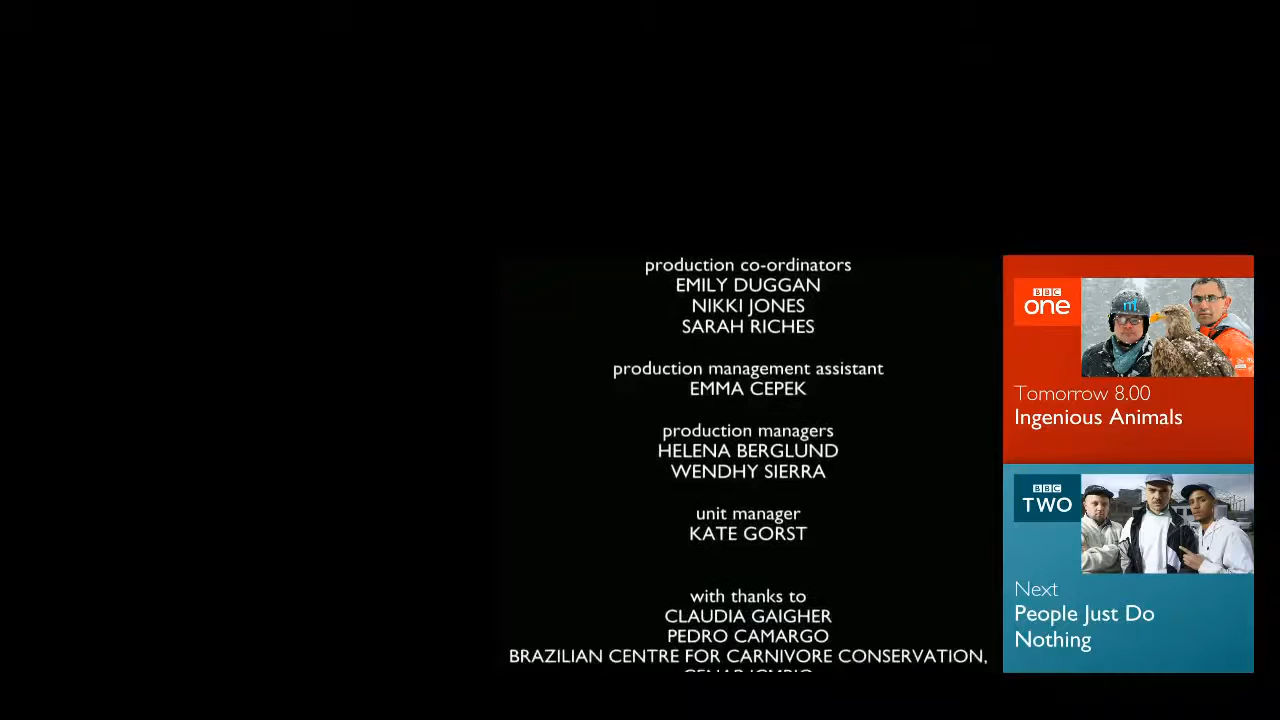 production co-ordinators
EMILY DUGGAN
NIKKI JONES
SARAH RICHES
production management assistant
EMMA CEPEK
production managers
HELENA BERGLUND
WENDHY SIERRA
unit manager
KATE GORST
with thanks to
CLAUDIA GAIGHER
PEDRO CAMARGO
BRAZILIAN CENTRE FOR CARNIVORE CONSERVATION,
BBC
one
Tomorrow 8.00
Ingenious Animals
BBC
TWO
Next
People Just Do
Nothing